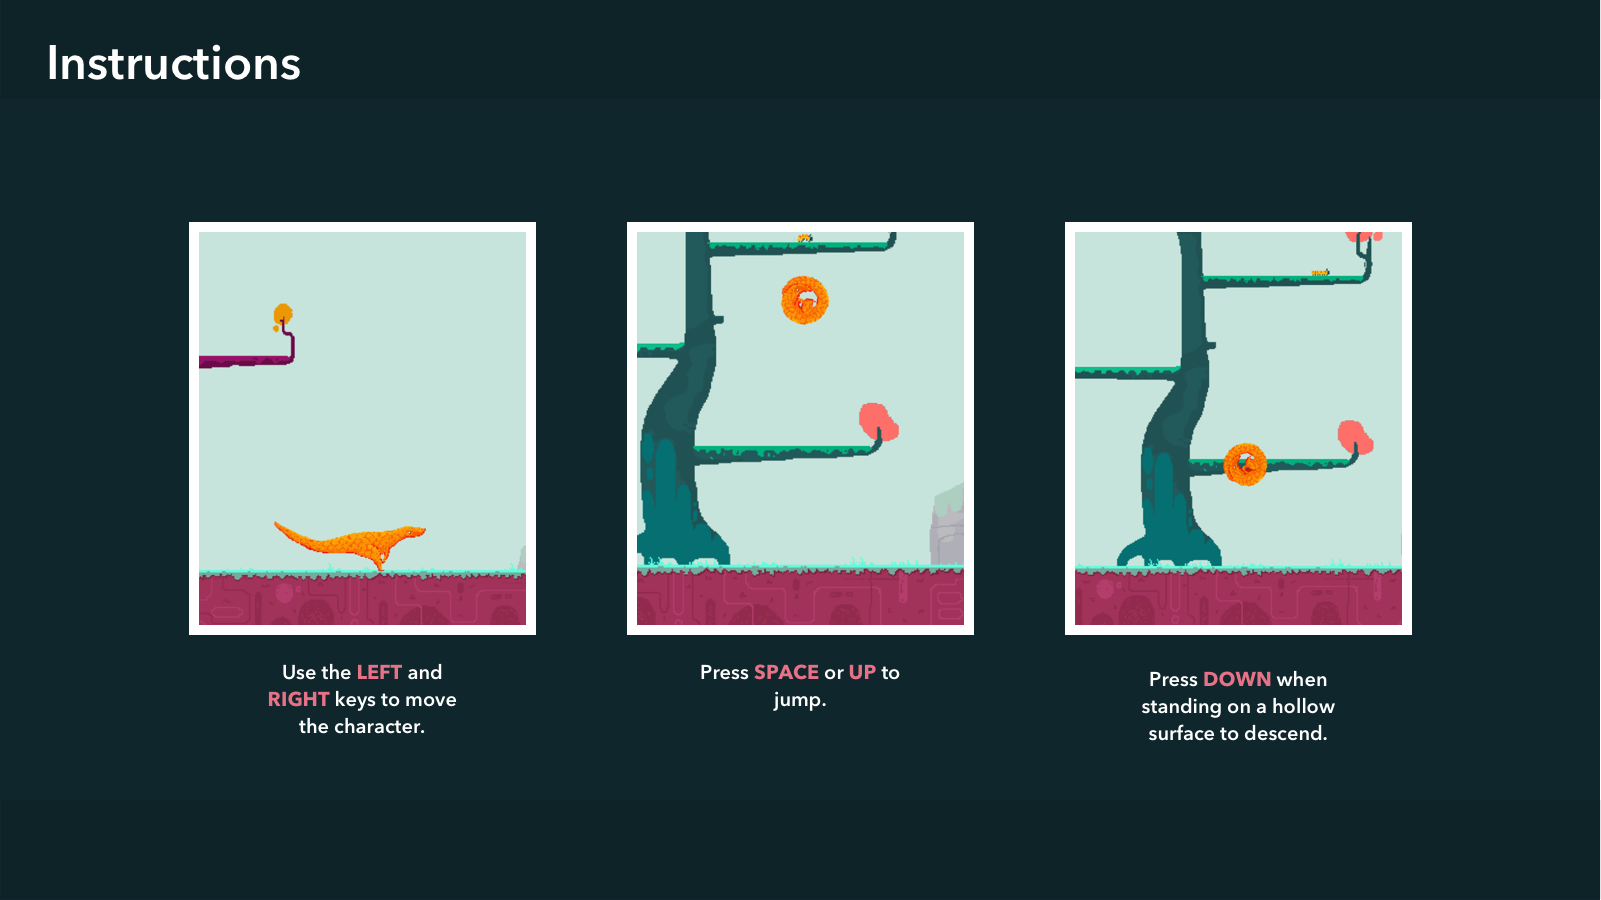 Instructions
Use the LEFT and
RIGHT keys to move
the character.
Press SPACE or UP to
jump.
Press DOWN when
standing on a hollow
surface to descend.